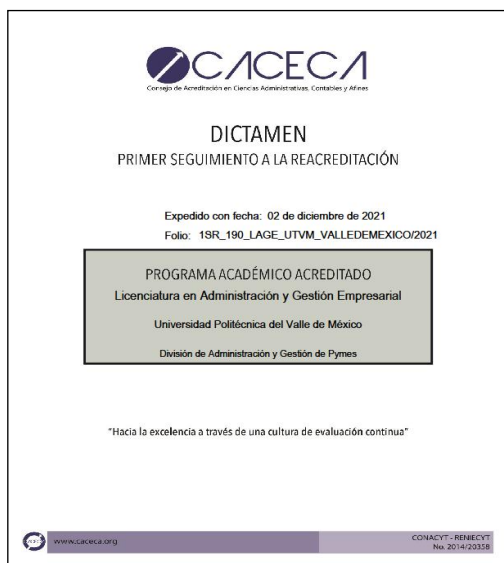 CACECA
Consejo de Acreditación en Ciencias Administrativas, Contables y Afines
DICTAMEN
PRIMER SEGUIMIENTO A LA REACREDITACIÓN
Expedido con fecha: 02 de diciembre de 2021
Folio: 1SR_190_LAGE_UTVM_VALLEDEMEXICO/2021
PROGRAMA ACADÉMICO ACREDITADO
Licenciatura en Administración y Gestión Empresarial
Universidad Politécnica del Valle de México
División de Administración y Gestión de Pymes
"Hacia la excelencia a través de una cultura de evaluación continua"
www.caceca.org
CONACYT - RENIECYT
No. 2014/20358